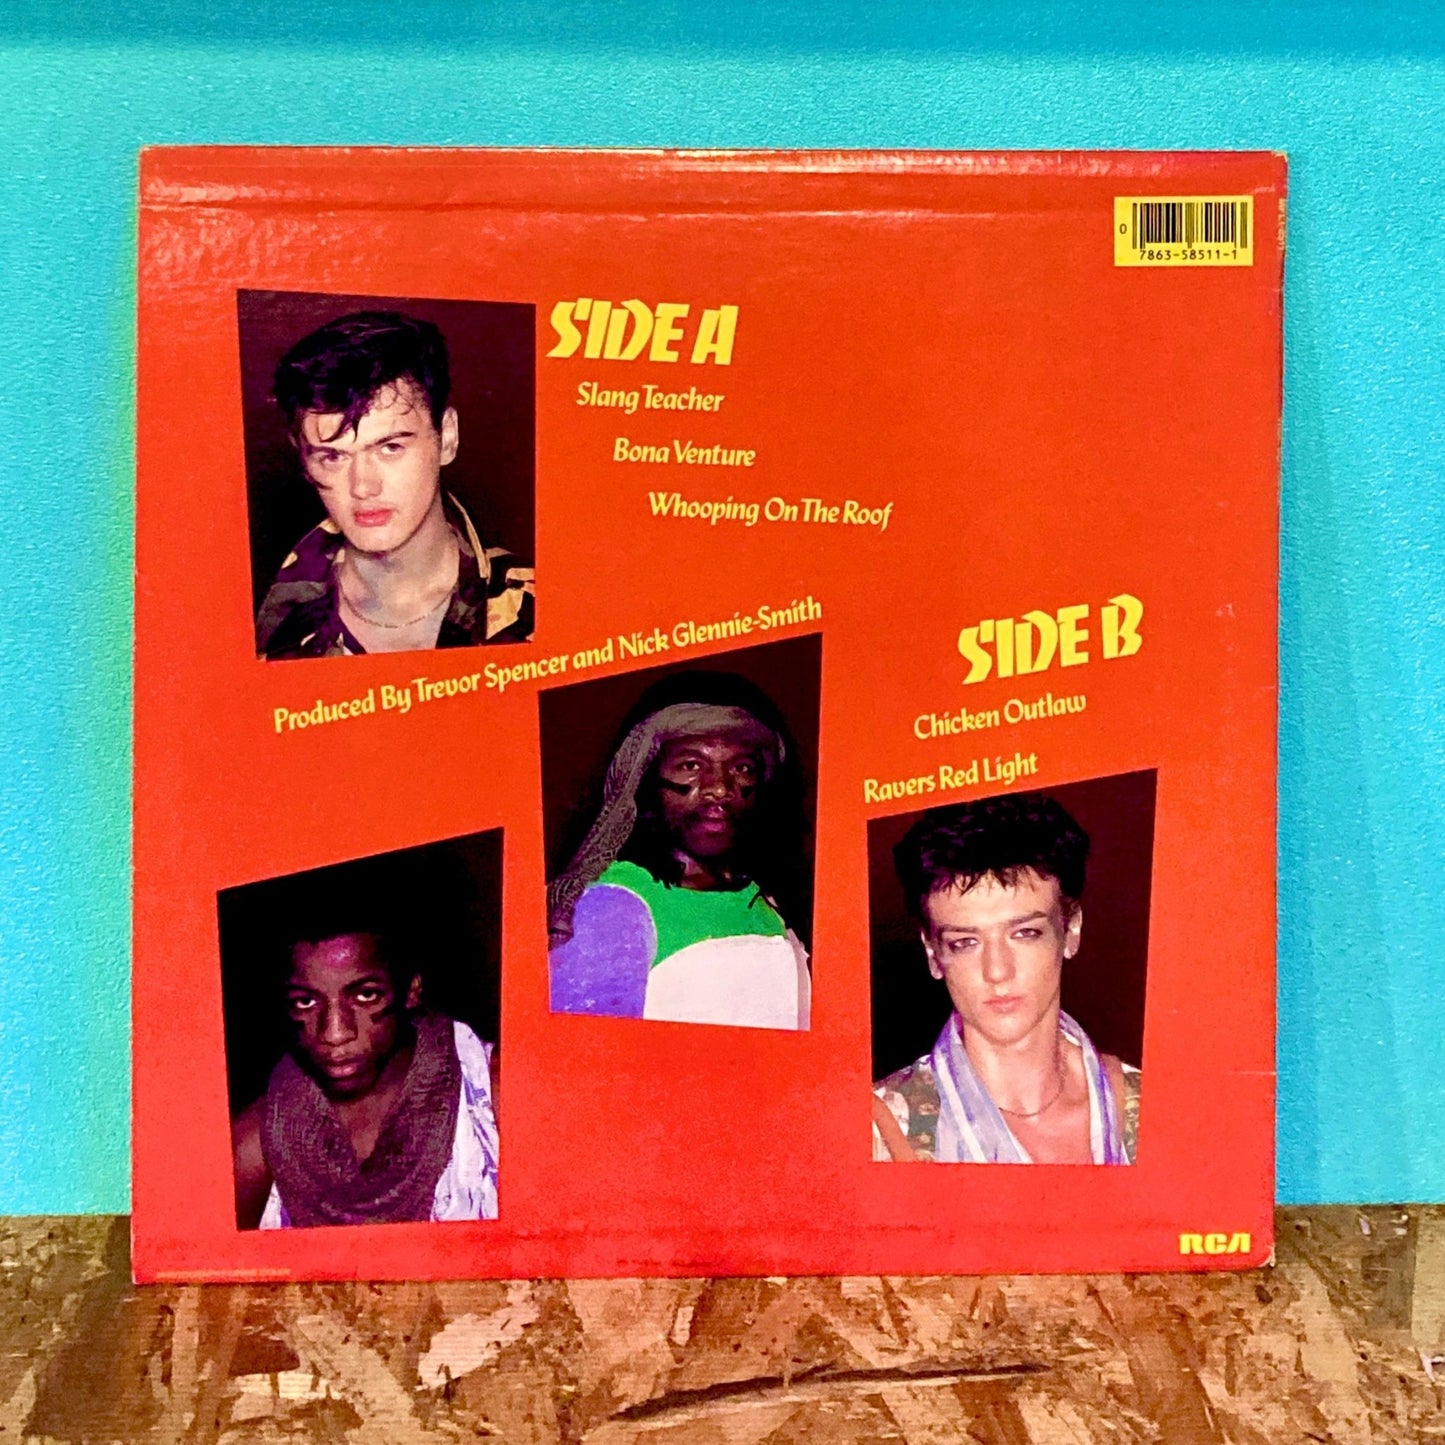 0
7863-58511-1
SIDE A
Slang Teacher
Bona Venture
Whooping On The Roof
Produced By Trevor Spencer and Nick Glennie-Smith
SIDE B
Chicken Outlaw
Ravers Red Light
RCA